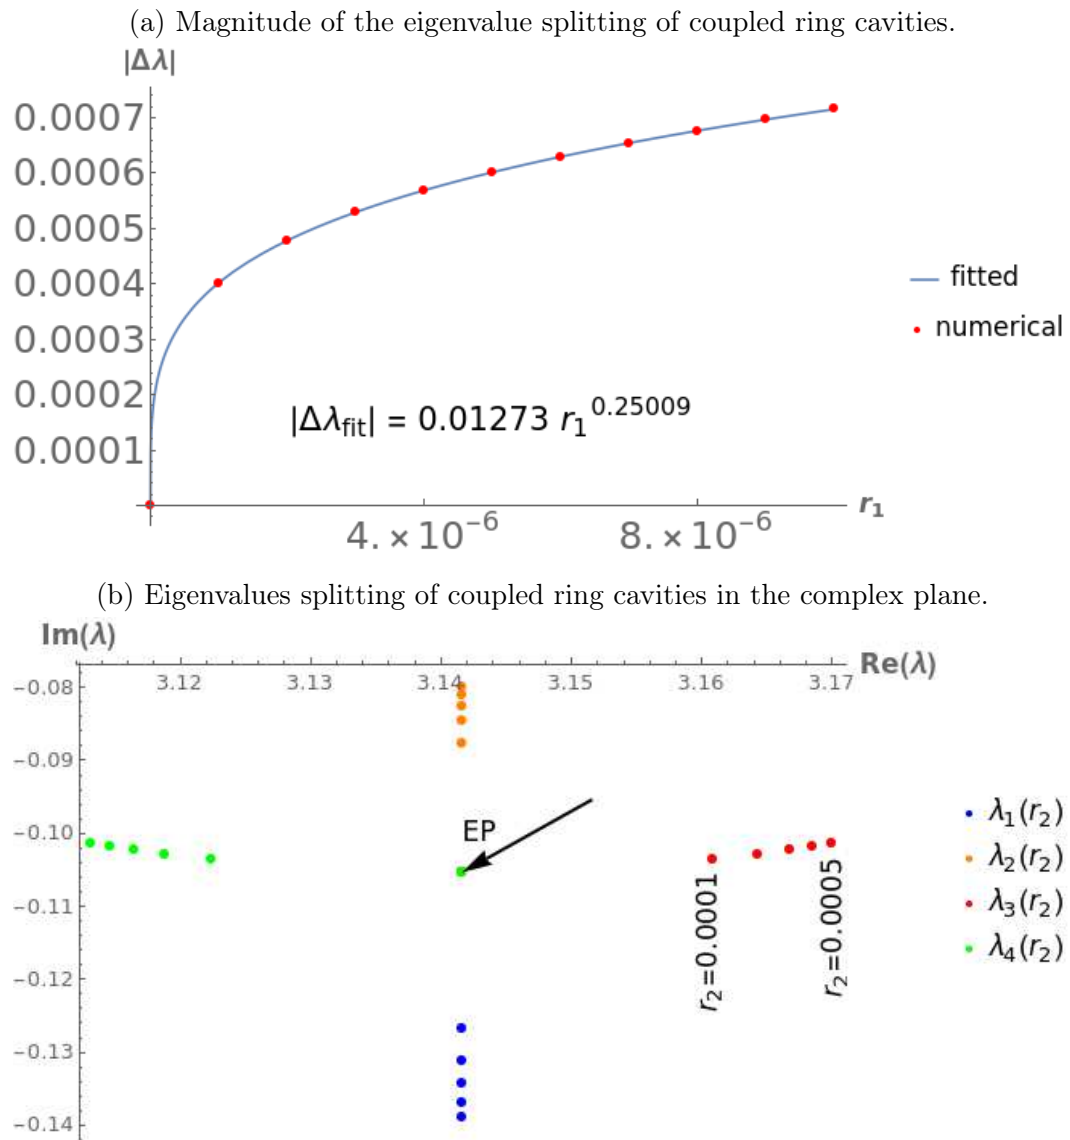 (a) Magnitude of the eigenvalue splitting of coupled ring cavities.
|Δλ|
0.0007
0.0006
0.0005
0.0004
0.0003
0.0002
0.0001
fitted
numerical
|Δλfit| = 0.01273 r₁^0.25009
r₁
4.×10⁻⁶
8.×10⁻⁶
(b) Eigenvalues splitting of coupled ring cavities in the complex plane.
Im(λ)
Re(λ)
3.12
3.13
3.14
3.15
3.16
3.17
−0.08
−0.09
−0.10
−0.11
−0.12
−0.13
−0.14
EP
r₂=0.0001
r₂=0.0005
λ₁(r₂)
λ₂(r₂)
λ₃(r₂)
λ₄(r₂)